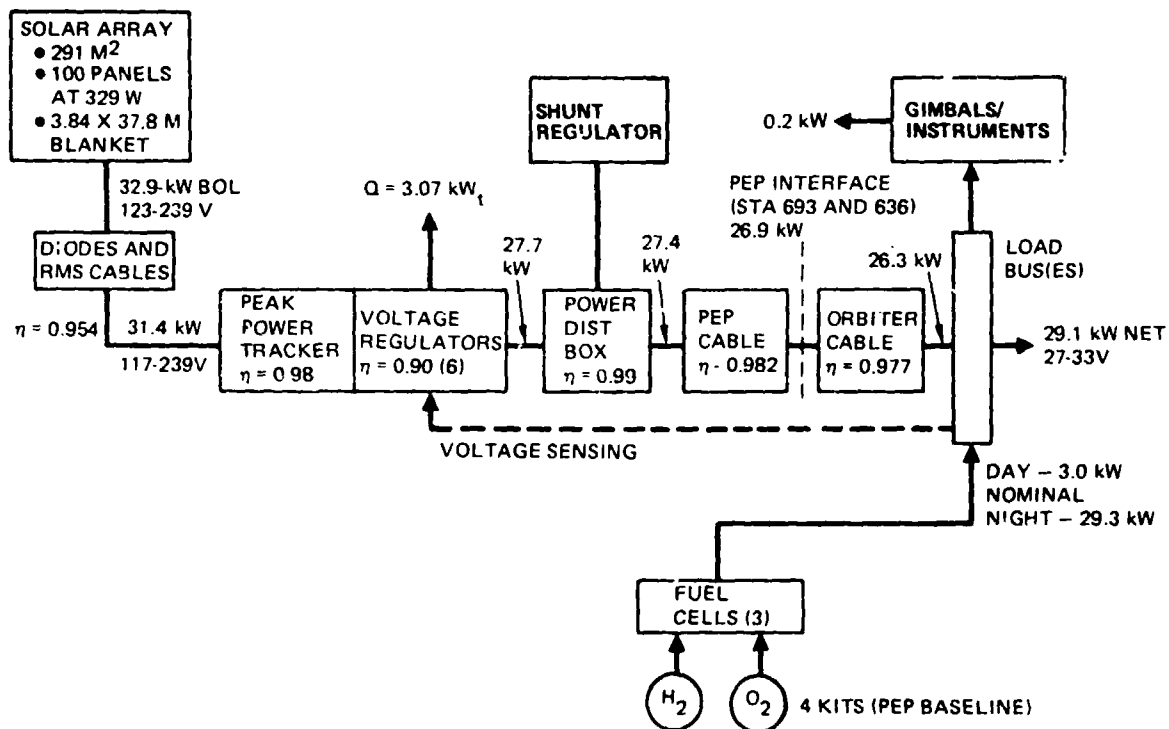 SOLAR ARRAY
• 291 M²
• 100 PANELS
AT 329 W
• 3.84 X 37.8 M
BLANKET
32.9-kW BOL
123-239 V
DIODES AND
RMS CABLES
η = 0.954
31.4 kW
117-239V
PEAK
POWER
TRACKER
η = 0.98
VOLTAGE
REGULATORS
η = 0.90 (6)
Q = 3.07 kWt
27.7
kW
SHUNT
REGULATOR
POWER
DIST
BOX
η = 0.99
27.4
kW
PEP
CABLE
η - 0.982
PEP INTERFACE
(STA 693 AND 636)
26.9 kW
ORBITER
CABLE
η = 0.977
26.3 kW
0.2 kW
GIMBALS/
INSTRUMENTS
LOAD
BUS(ES)
29.1 kW NET
27-33V
VOLTAGE SENSING
DAY – 3.0 kW
NOMINAL
NIGHT – 29.3 kW
FUEL
CELLS (3)
H₂
O₂
4 KITS (PEP BASELINE)